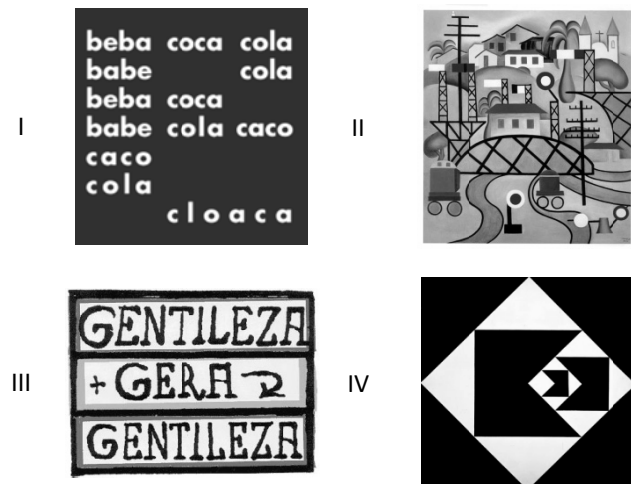 I
beba coca cola
babe cola
beba coca
babe cola caco
caco
cola
cloaca
II
III
GENTILEZA
+ GERA
GENTILEZA
IV